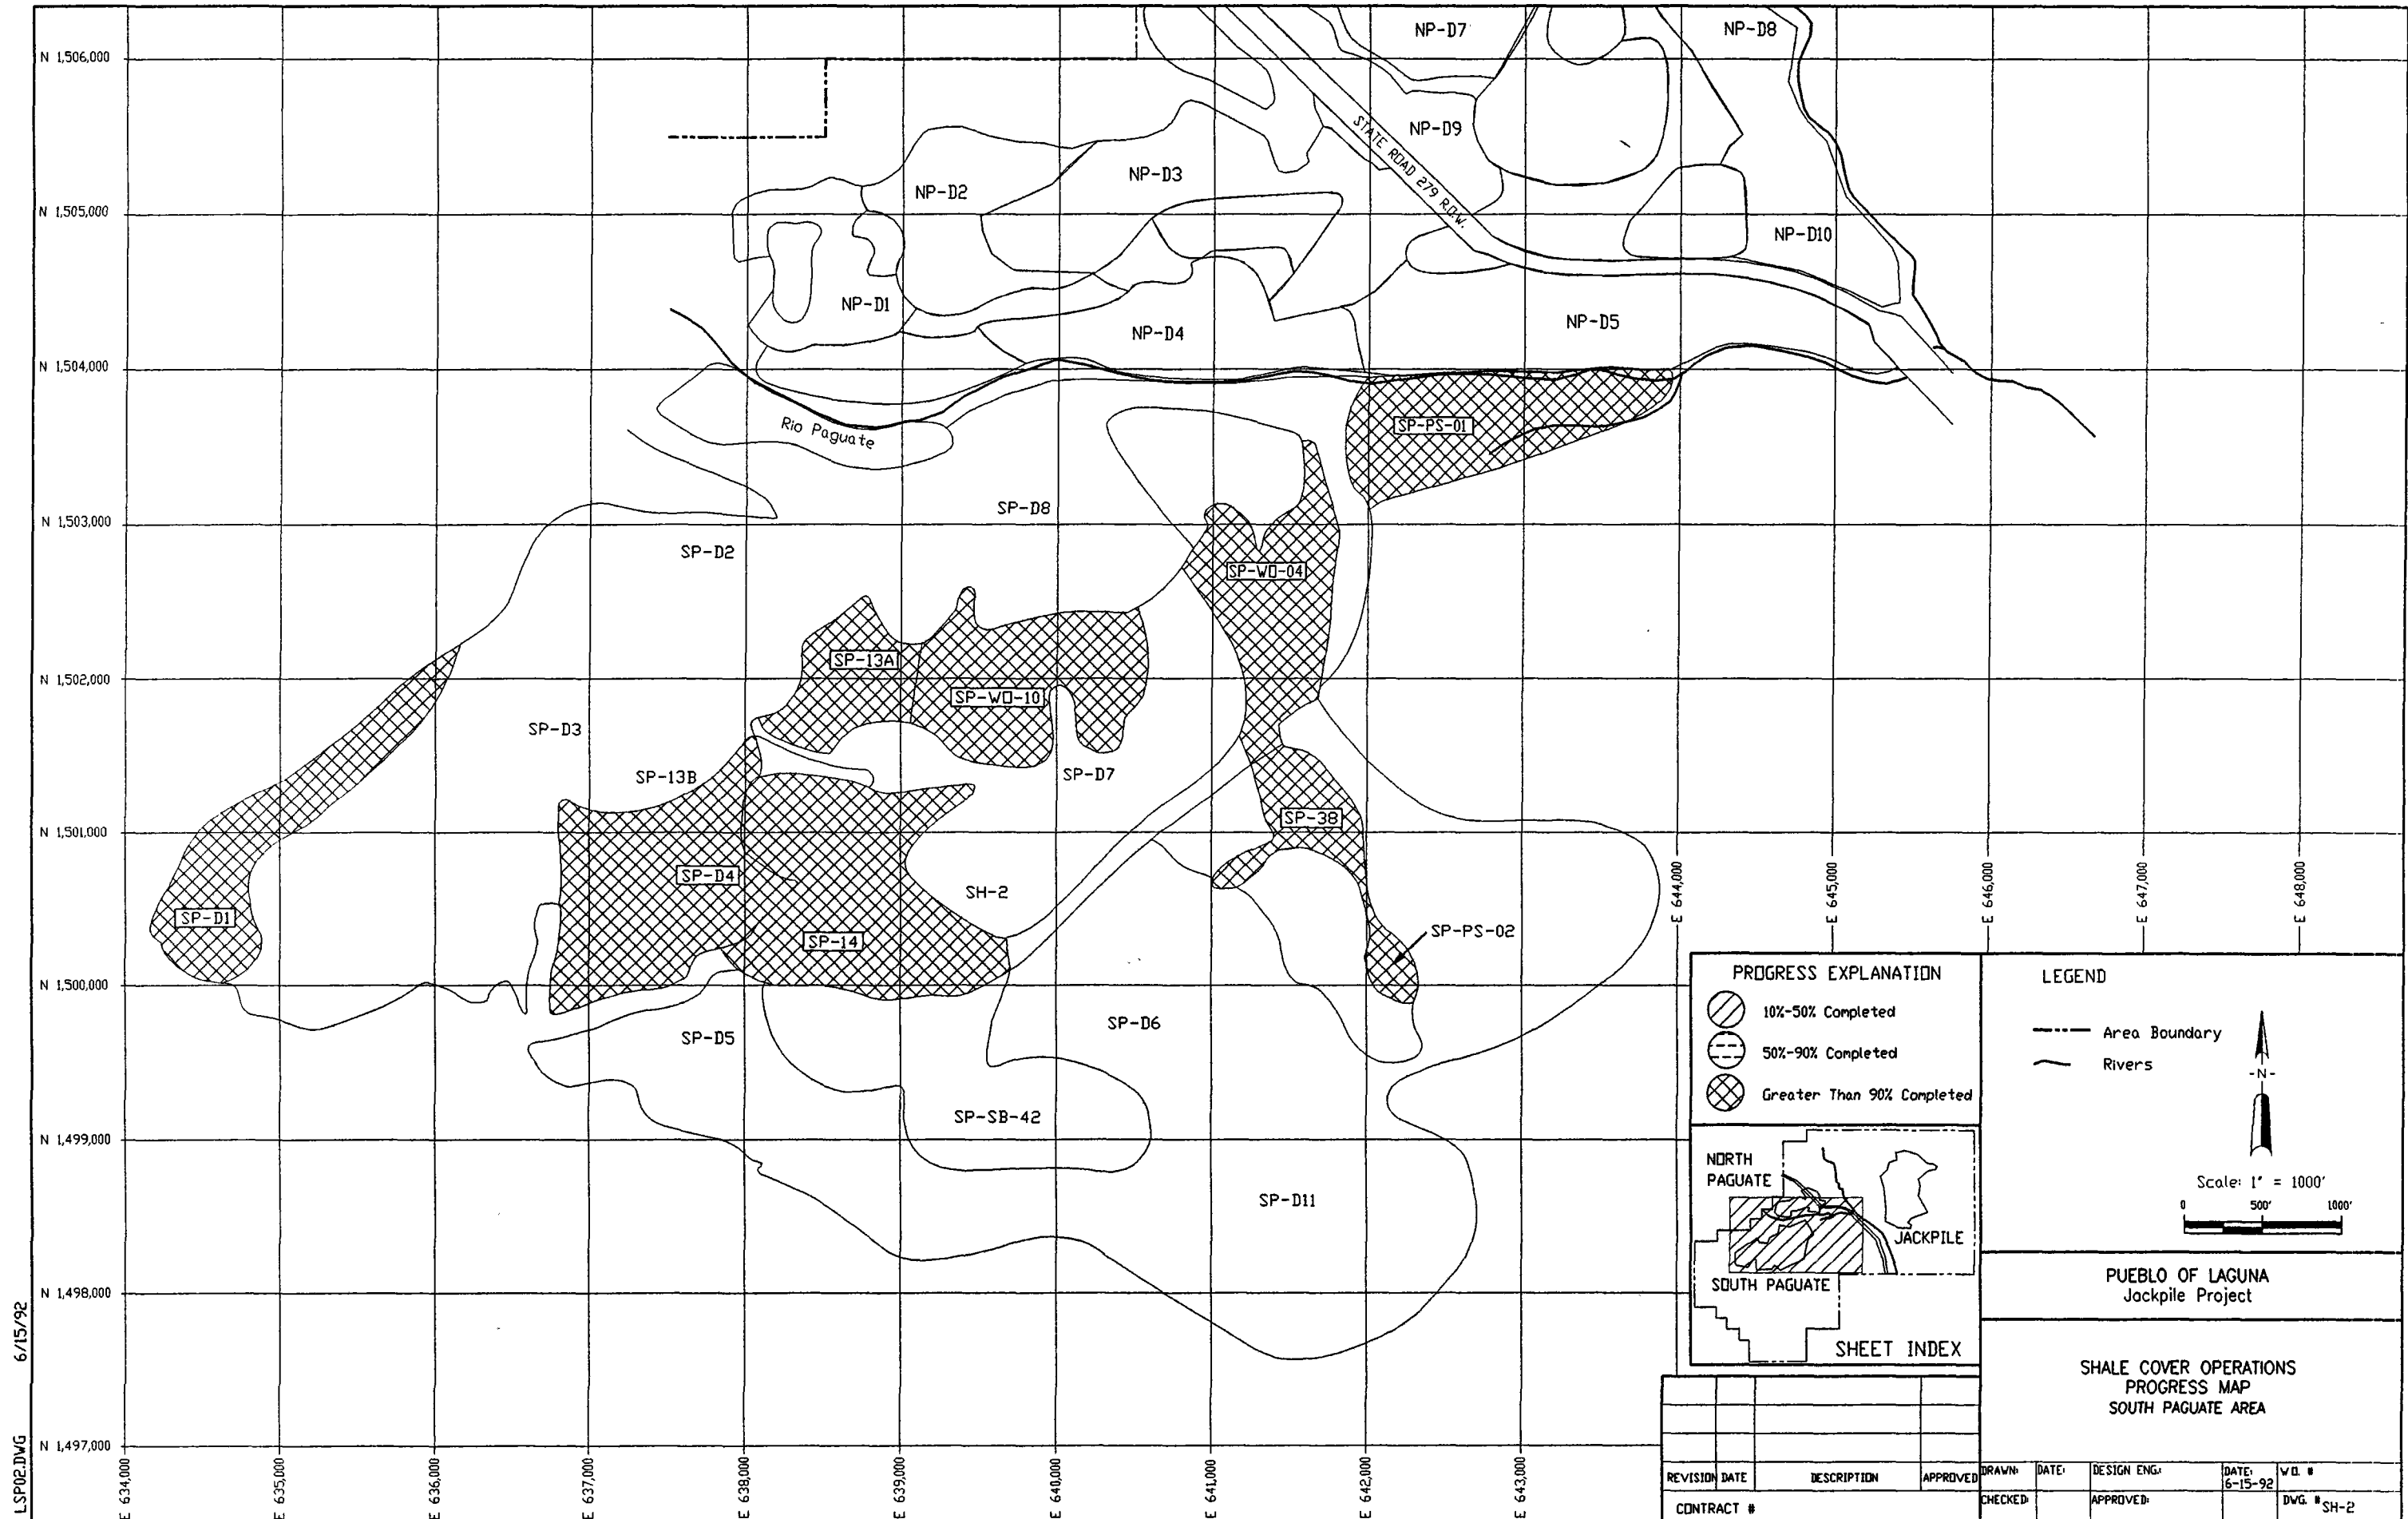 N 1,506,000
N 1,505,000
N 1,504,000
N 1,503,000
N 1,502,000
N 1,501,000
N 1,500,000
N 1,499,000
N 1,498,000
N 1,497,000
NP-D7
NP-D8
STATE ROAD 279 R.O.W.
NP-D9
NP-D2
NP-D3
NP-D10
NP-D1
NP-D4
NP-D5
Rio Paguate
SP-PS-01
SP-D8
SP-D2
SP-WO-04
SP-13A
SP-WO-10
SP-D3
SP-13B
SP-D7
SP-38
SP-D4
SH-2
SP-D1
SP-14
SP-PS-02
SP-D6
SP-D5
SP-SB-42
SP-D11
E 634,000
E 635,000
E 636,000
E 637,000
E 638,000
E 639,000
E 640,000
E 641,000
E 642,000
E 643,000
E 644,000
E 645,000
E 646,000
E 647,000
E 648,000
PROGRESS EXPLANATION
10%-50% Completed
50%-90% Completed
Greater Than 90% Completed
LEGEND
Area Boundary
Rivers
-N-
Scale: 1" = 1000'
0 500' 1000'
NORTH
PAGUATE
JACKPILE
SOUTH PAGUATE
SHEET INDEX
PUEBLO OF LAGUNA
Jackpile Project
SHALE COVER OPERATIONS
PROGRESS MAP
SOUTH PAGUATE AREA
REVISION DATE DESCRIPTION APPROVED
CONTRACT #
DRAWN: DATE: DESIGN ENG.: DATE: 6-15-92 W.O. #
CHECKED: APPROVED: DWG. # SH-2
LSP02.DWG 6/15/92